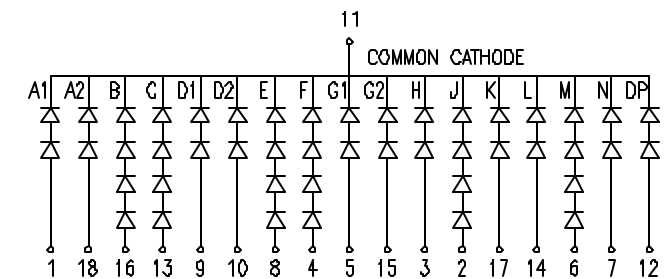 11
COMMON CATHODE
A1 A2 B C D1 D2 E F G1 G2 H J K L M N DP
1 18 16 13 9 10 8 4 5 15 3 2 17 14 6 7 12